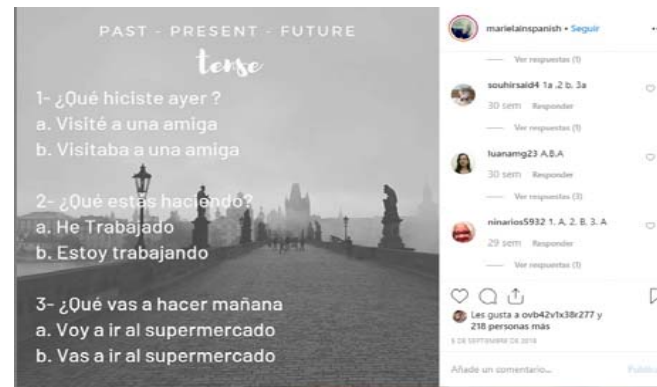 PAST - PRESENT - FUTURE
tense
1- ¿Qué hiciste ayer ?
a. Visité a una amiga
b. Visitaba a una amiga
2- ¿Qué estás haciendo?
a. He Trabajado
b. Estoy trabajando
3- ¿Qué vas a hacer mañana
a. Voy a ir al supermercado
b. Vas a ir al supermercado
marielainspanish • Seguir
Ver respuestas (1)
souhirsaid4 1a ,2 b, 3a
30 sem Responder
Ver respuestas (1)
luanamg23 A,B,A
30 sem Responder
Ver respuestas (3)
ninarios5932 1. A, 2. B, 3. A
29 sem Responder
Ver respuestas (1)
Les gusta a ovb42v1x38r277 y
218 personas más
DE SEPTIEMBRE DE 2018
Añade un comentario...